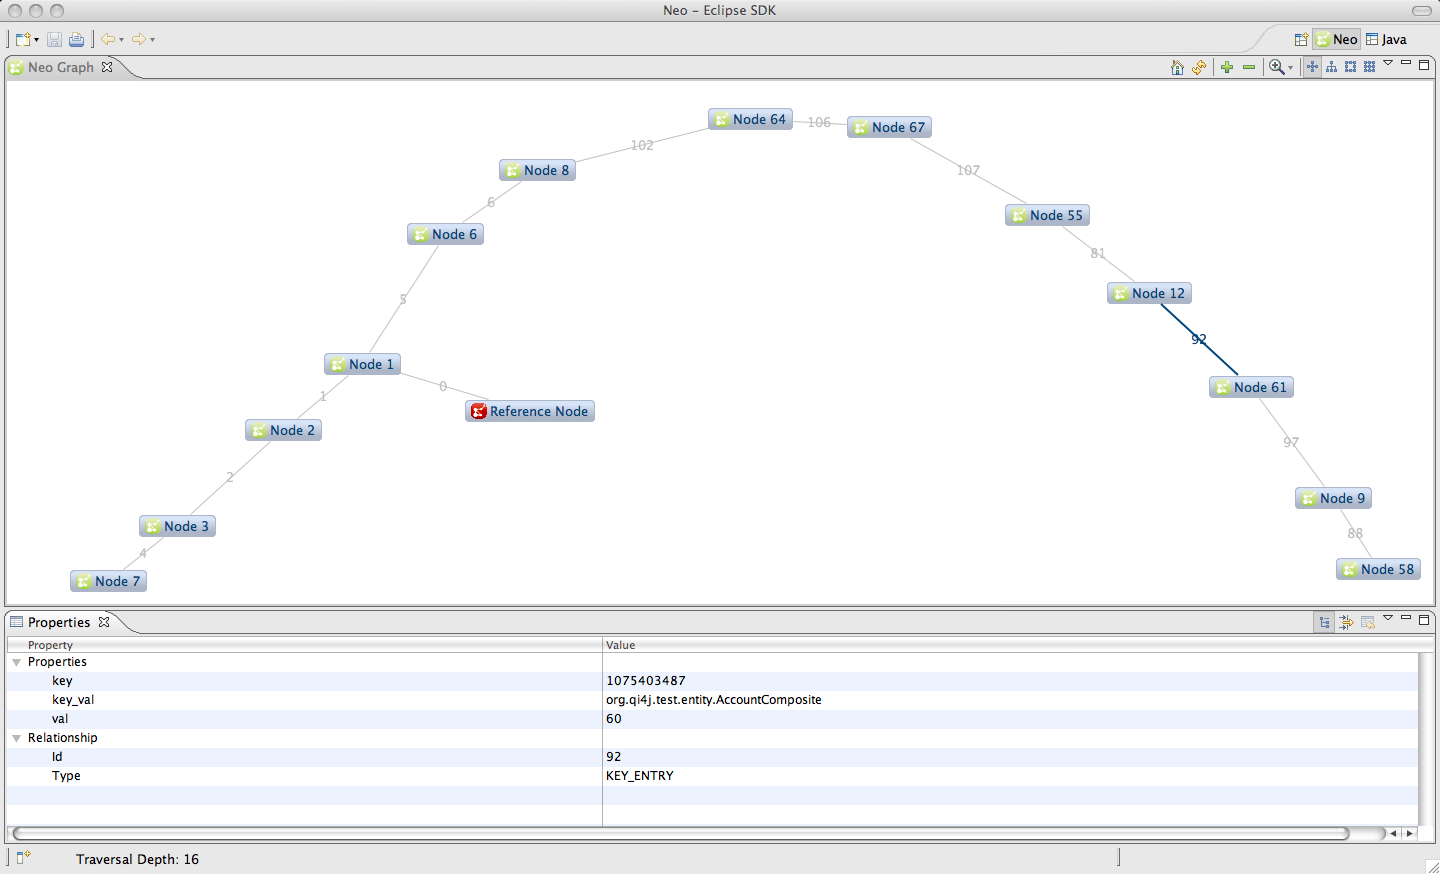 Neo – Eclipse SDK
Neo Java
Neo Graph
Node 64 106 Node 67
102
Node 8 107
6
Node 6 Node 55
81
Node 12
5
92
Node 1
0 Node 61
1 Reference Node
Node 2
97
2
Node 9
Node 3 88
4
Node 7 Node 58
Properties
Property Value
Properties
key 1075403487
key_val org.qi4j.test.entity.AccountComposite
val 60
Relationship
Id 92
Type KEY_ENTRY
Traversal Depth: 16